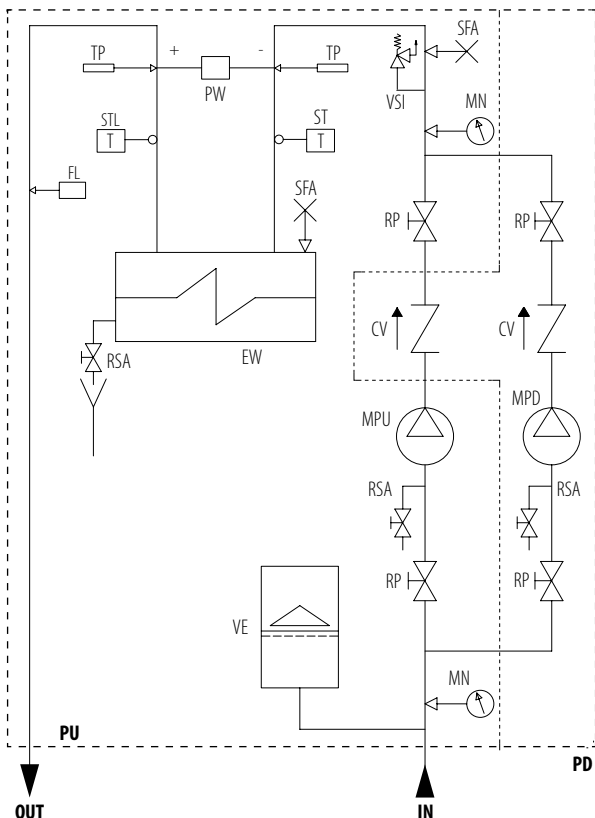 SFA
TP + - TP
PW VSI MN
STL ST
T T
FL SFA
RP RP
CV CV
RSA EW
MPU MPD
RSA RSA
RP RP
VE
MN
PU PD
OUT IN